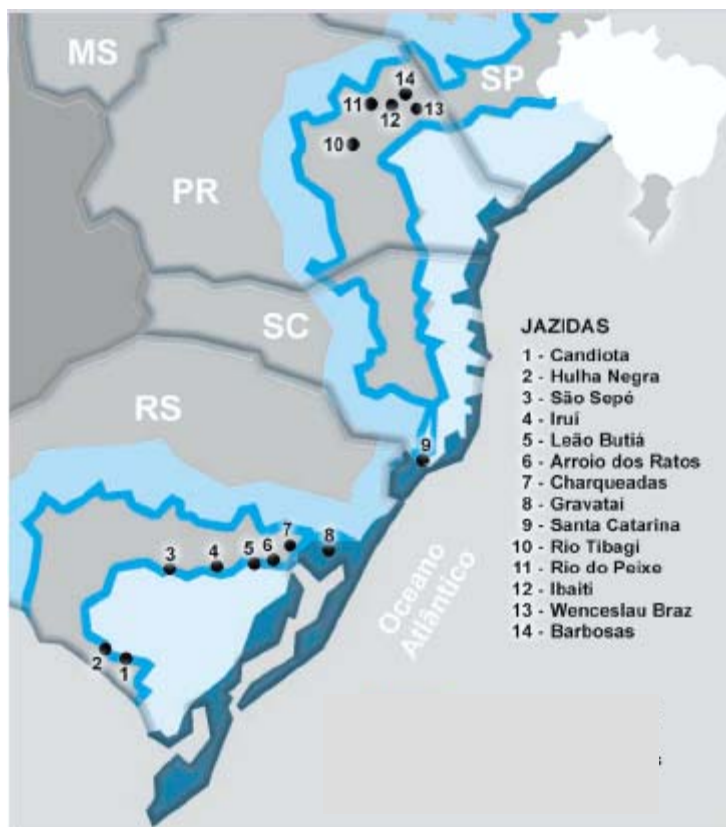 MS
SP
14
11
12
13
10
PR
SC
RS
9
7
8
6
5
4
3
2
1
Oceano
Atlântico
JAZIDAS
1 - Candiota
2 - Hulha Negra
3 - São Sepé
4 - Iruí
5 - Leão Butiá
6 - Arroio dos Ratos
7 - Charqueadas
8 - Gravataí
9 - Santa Catarina
10 - Rio Tibagi
11 - Rio do Peixe
12 - Ibaiti
13 - Wenceslau Braz
14 - Barbosas